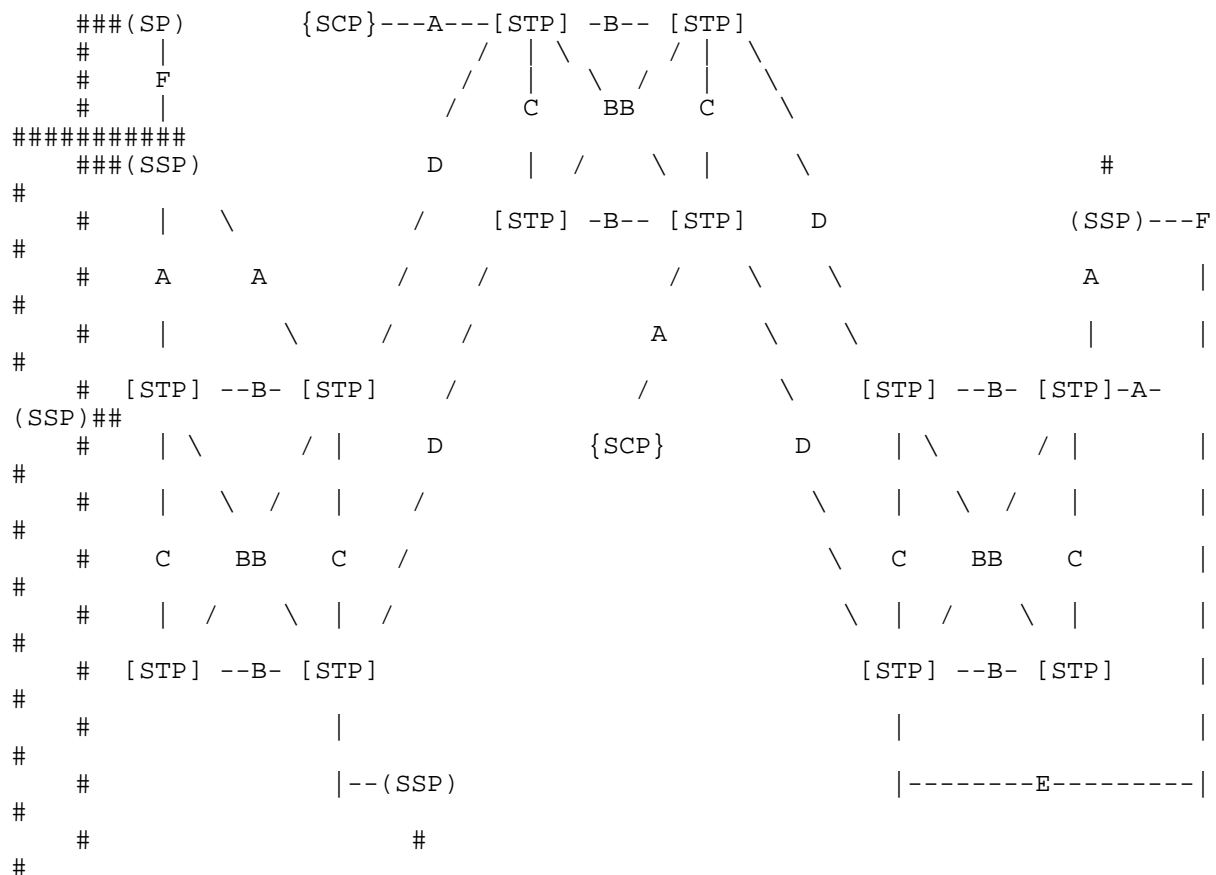 ###(SP)       {SCP}---A---[STP] -B-- [STP]
    #    |                   /  | \      / | \
    #    F                  /   |  \   /   |   \
    #    |                 /    C    BB    C    \
###########
    ###(SSP)              D     |  /    \  |     \                  #
#
    #    |   \           /    [STP] -B-- [STP]    D               (SSP)---F
#
    #    A     A        /    /           /    \    \               A      |
#
    #    |       \     /    /           A      \    \              |      |
#
    #  [STP] --B- [STP]    /           /        \    [STP] --B- [STP]-A-
(SSP)##
    #    | \      / |     D         {SCP}        D     | \      / |       |
#
    #    |   \  /   |    /                        \    |   \  /   |       |
#
    #    C    BB    C   /                          \   C    BB    C       |
#
    #    |  /    \  |  /                            \  |  /    \  |       |
#
    #  [STP] --B- [STP]                              [STP] --B- [STP]     |
#
    #               |                                  |                  |
#
    #               |--(SSP)                           |--------E---------|
#
    #                    #
#